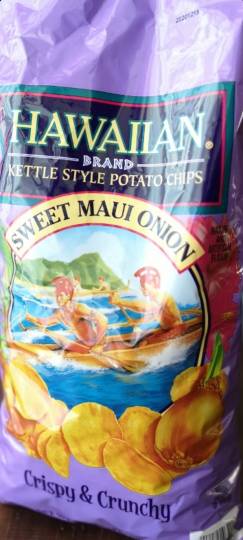 HAWAIIAN®
BRAND
KETTLE STYLE POTATO CHIPS
SWEET MAUI ONION
Crispy & Crunchy